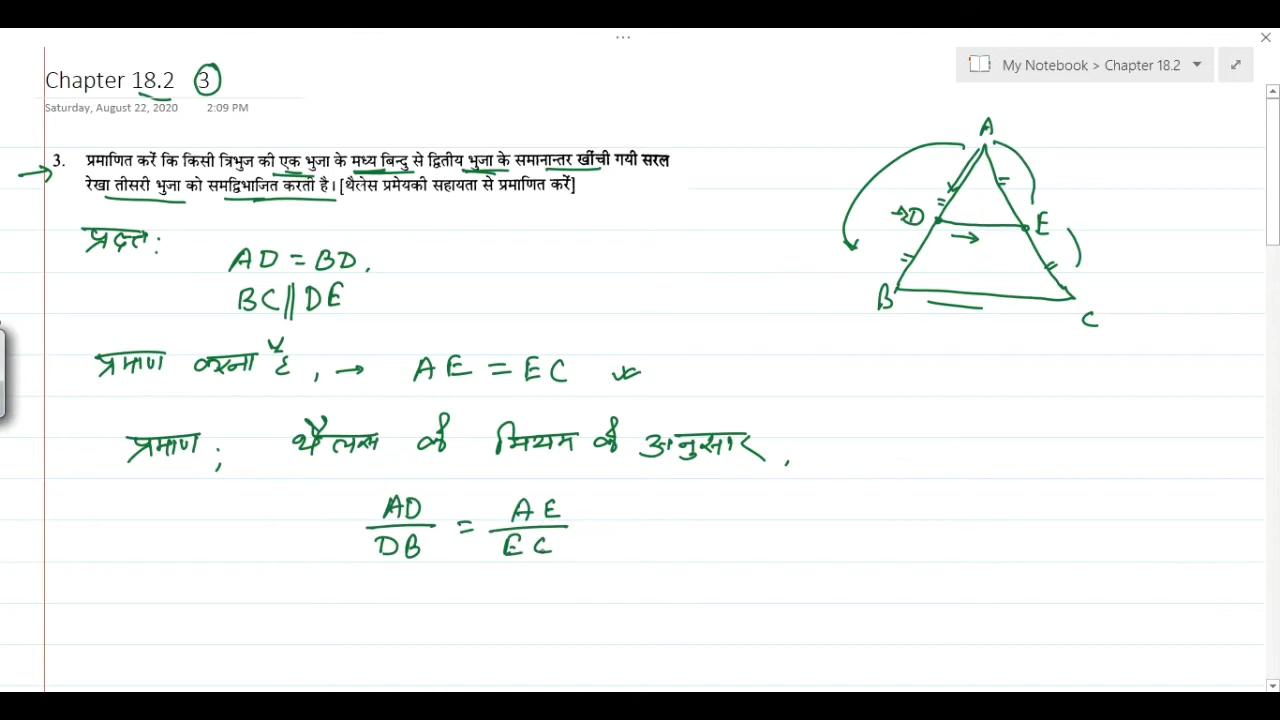 Chapter 18.2 3
My Notebook > Chapter 18.2
Saturday, August 22, 2020 2:09 PM
3. प्रमाणित करें कि किसी त्रिभुज की एक भुजा के मध्य बिन्दु से द्वितीय भुजा के समानान्तर खींची गयी सरल
रेखा तीसरी भुजा को समद्विभाजित करती है। [थैलेस प्रमेयकी सहायता से प्रमाणित करें]
A
D
E
B
C
प्रदत्त:
AD = BD,
BC || DE
प्रमाण करना है, → AE = EC
प्रमाण; थैलस के नियम के अनुसार,
AD/DB = AE/EC